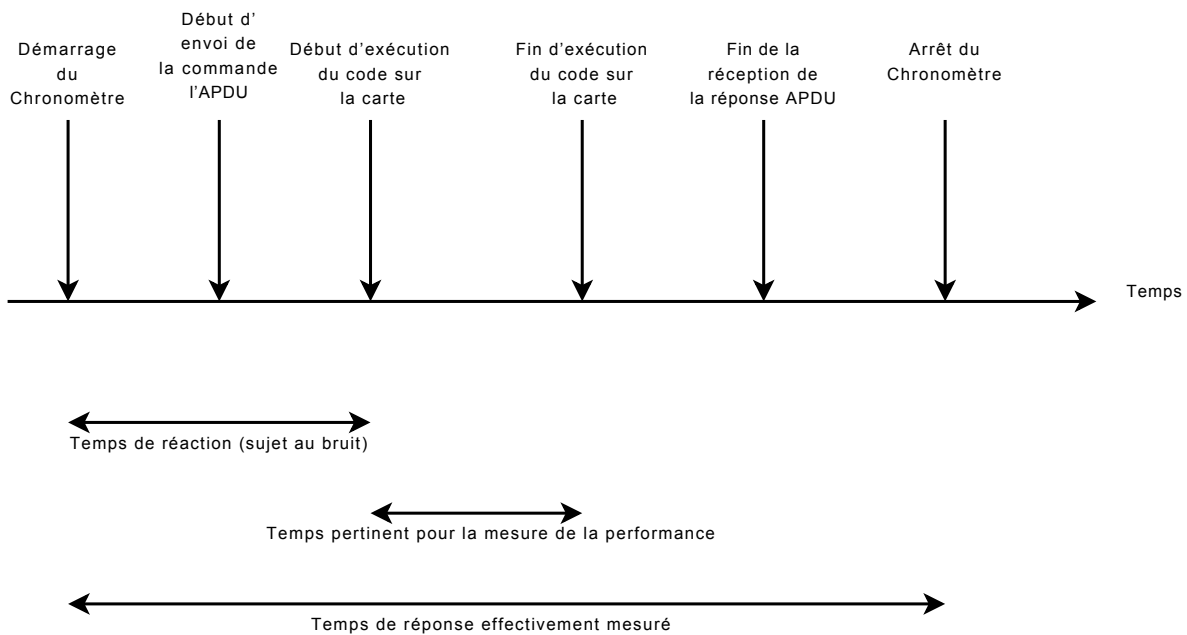 Démarrage
du
Chronomètre
Début d'
envoi de
la commande
l'APDU
Début d'exécution
du code sur
la carte
Fin d'exécution
du code sur
la carte
Fin de la
réception de
la réponse APDU
Arrêt du
Chronomètre
Temps
Temps de réaction (sujet au bruit)
Temps pertinent pour la mesure de la performance
Temps de réponse effectivement mesuré